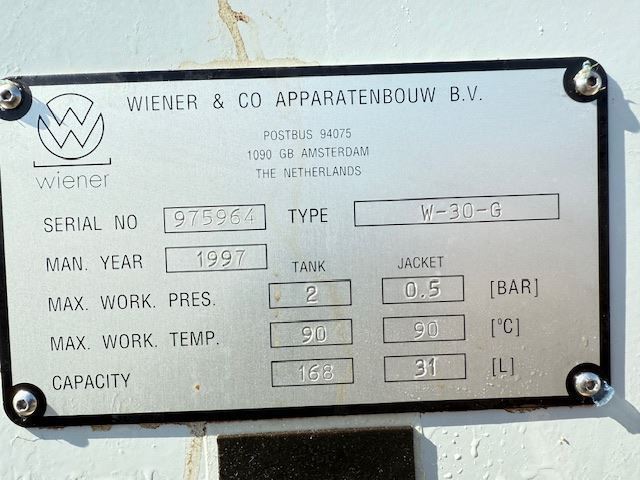 WIENER & CO APPARATENBOUW B.V.
POSTBUS 94075
1090 GB AMSTERDAM
THE NETHERLANDS
W
wiener
SERIAL NO 975964 TYPE W-30-G
MAN. YEAR 1997
TANK JACKET
MAX. WORK. PRES. 2 0.5 [BAR]
MAX. WORK. TEMP. 90 90 [°C]
CAPACITY 168 31 [L]